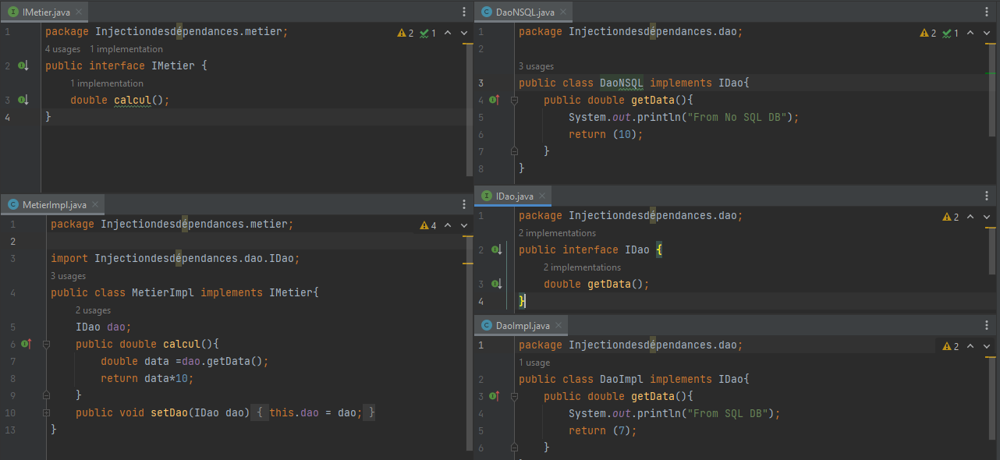 IMetier.java
2 1
1 package Injectiondesdépendances.metier;
4 usages 1 implementation
2 public interface IMetier {
1 implementation
3 double calcul();
4 }
MetierImpl.java
4
1 package Injectiondesdépendances.metier;
2
3 import Injectiondesdépendances.dao.IDao;
3 usages
4 public class MetierImpl implements IMetier{
2 usages
5 IDao dao;
6 public double calcul(){
7 double data =dao.getData();
8 return data*10;
9 }
10 public void setDao(IDao dao) { this.dao = dao; }
13 }
DaoNSQL.java
2 1
1 package Injectiondesdépendances.dao;
2
3 usages
3 public class DaoNSQL implements IDao{
4 public double getData(){
5 System.out.println("From No SQL DB");
6 return (10);
7 }
8 }
IDao.java
2
1 package Injectiondesdépendances.dao;
2 implementations
2 public interface IDao {
2 implementations
3 double getData();
4 }
DaoImpl.java
2
1 package Injectiondesdépendances.dao;
1 usage
2 public class DaoImpl implements IDao{
3 public double getData(){
4 System.out.println("From SQL DB");
5 return (7);
6 }